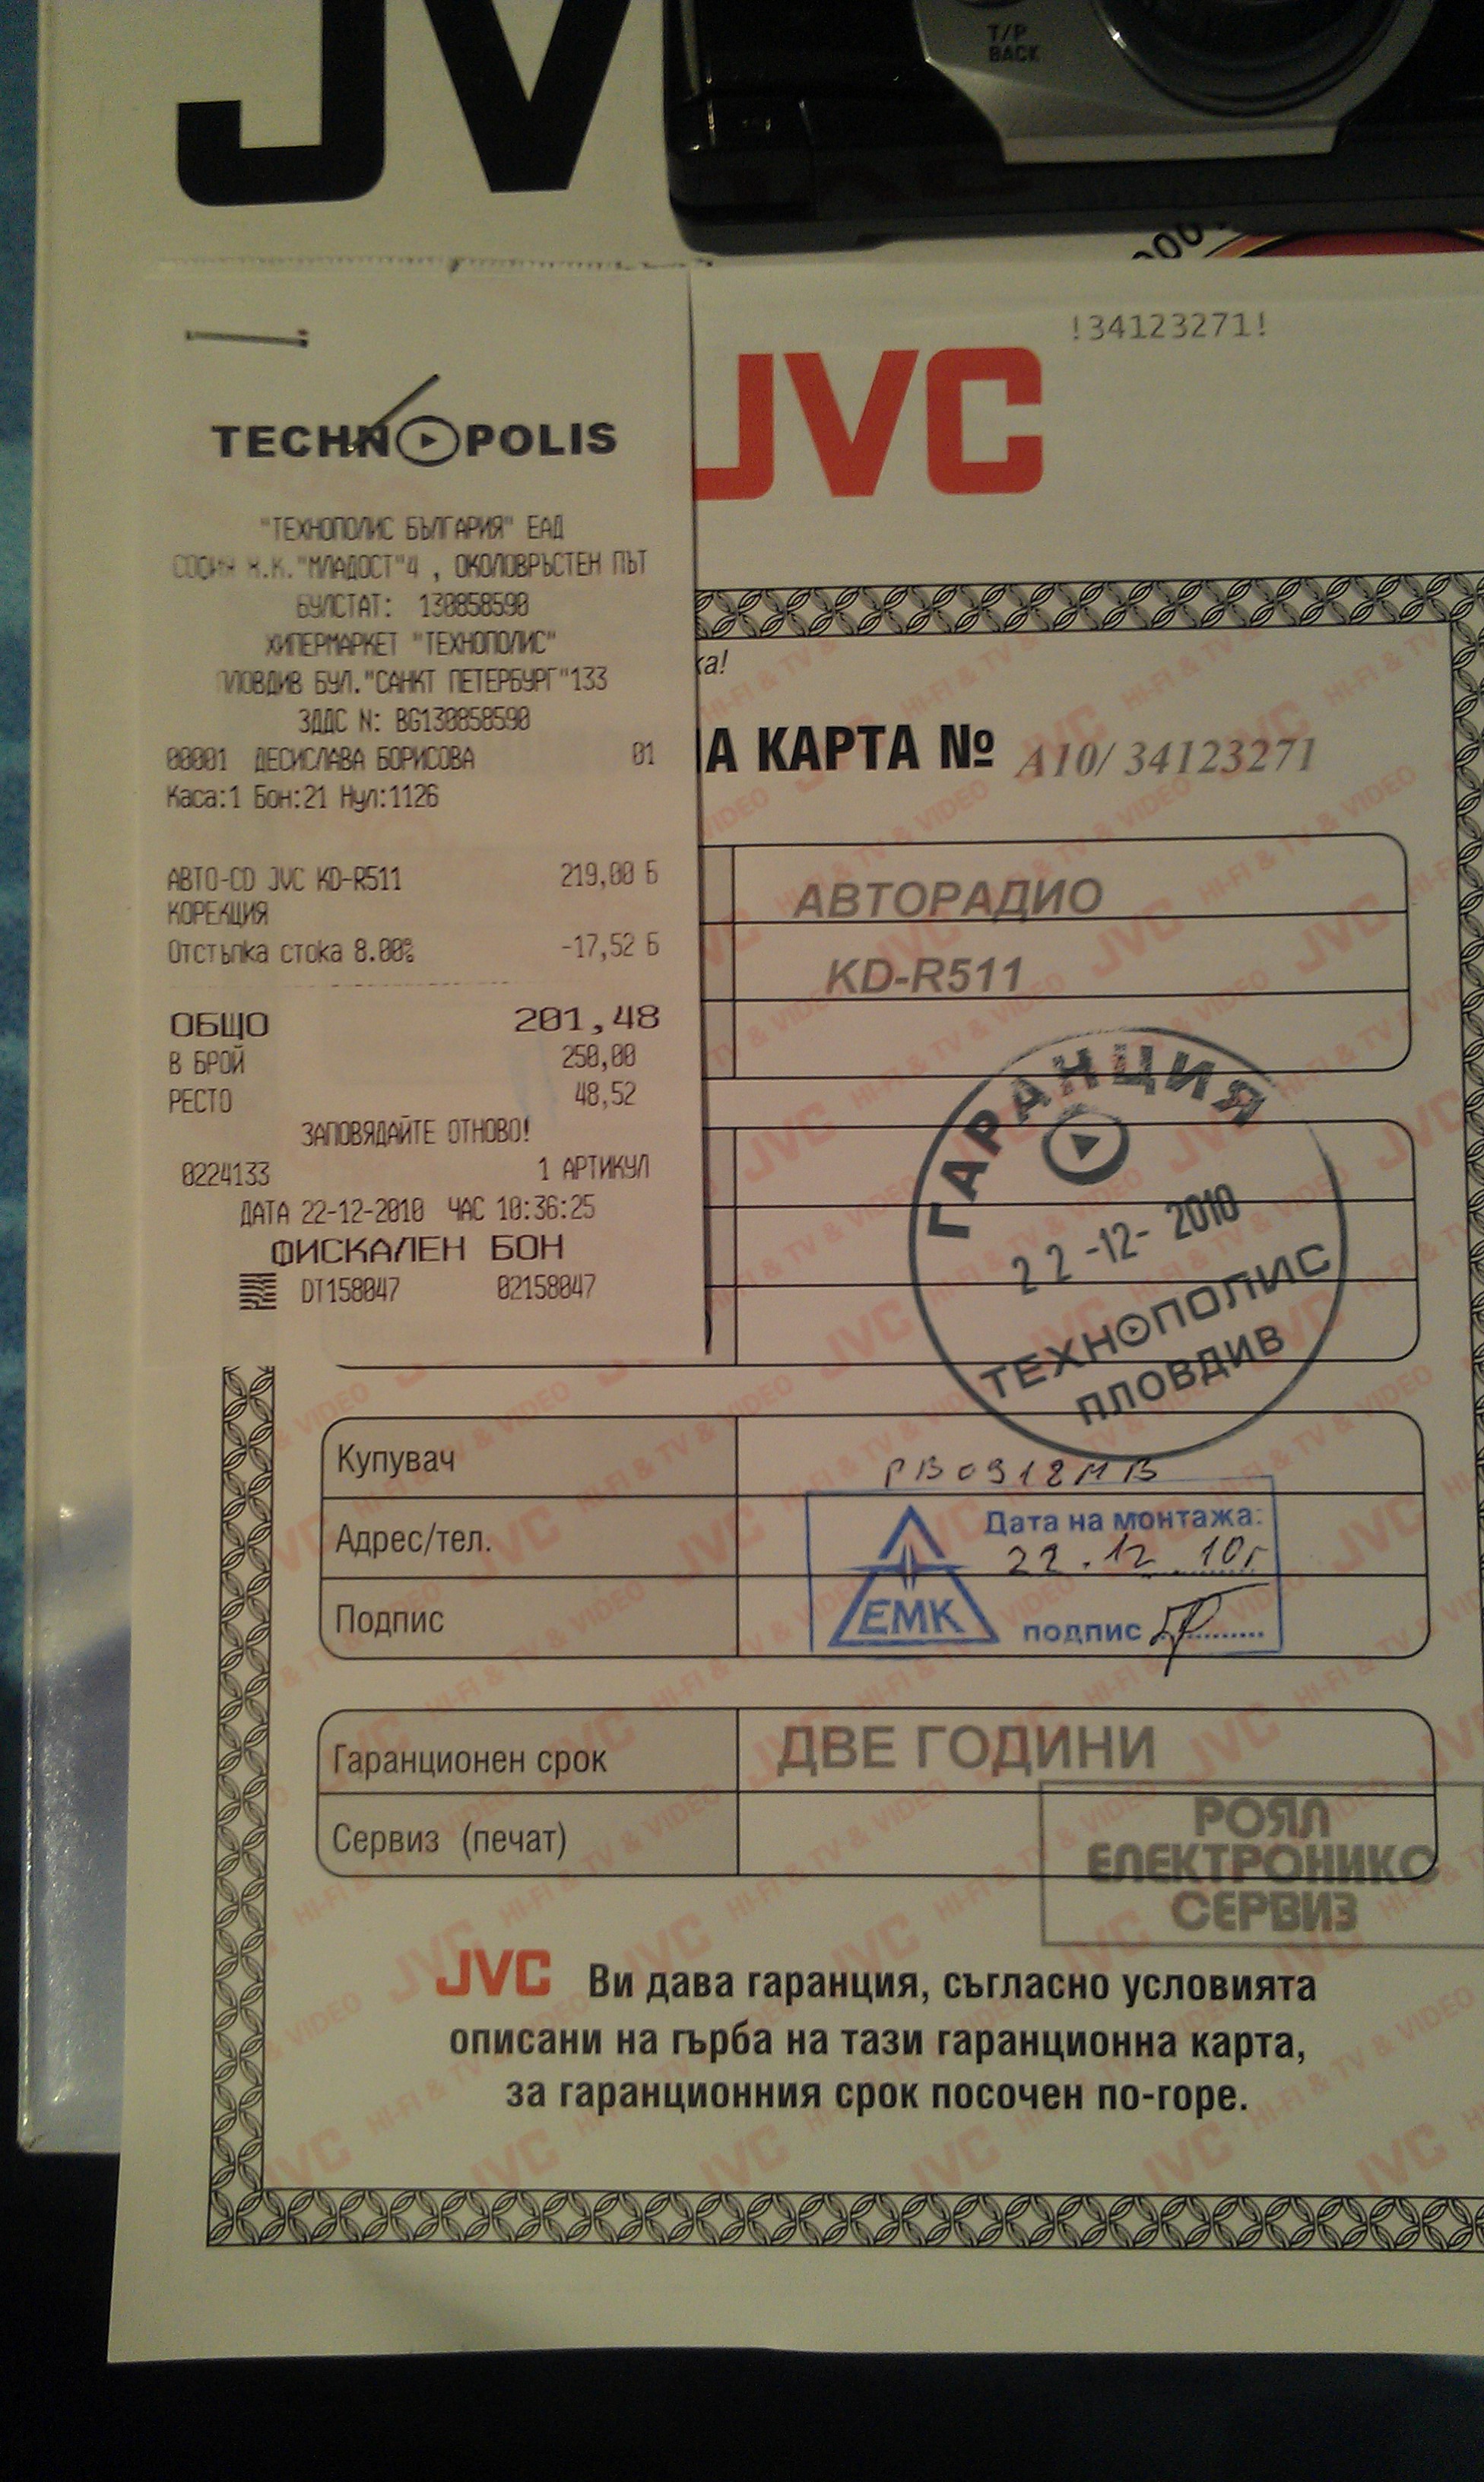 JV
T/P
BACK
000
!34123271!
JVC
TECHNOPOLIS
"ТЕХНОПОЛИС БЪЛГАРИЯ" ЕАД
СОФИЯ Ж.К."МЛАДОСТ"4 , ОКОЛОВРЪСТЕН ПЪТ
БУЛСТАТ: 130858590
ХИПЕРМАРКЕТ "ТЕХНОПОЛИС"
ПЛОВДИВ БУЛ."САНКТ ПЕТЕРБУРГ"133
ЗДДС N: BG130858590
00001 ДЕСИСЛАВА БОРИСОВА 01
Каса:1 Бон:21 Нул:1126
АВТО-CD JVC KD-R511 219,00 Б
КОРЕКЦИЯ
Отстъпка стока 8.00% -17,52 Б
ОБЩО 201,48
В БРОЙ 250,00
РЕСТО 48,52
ЗАПОВЯДАЙТЕ ОТНОВО!
0224133 1 АРТИКУЛ
ДАТА 22-12-2010 ЧАС 10:36:25
ФИСКАЛЕН БОН
DT158047 02158047
ка!
А КАРТА № A10/ 34123271
АВТОРАДИО
KD-R511
ГАРАНЦИЯ
22-12-2010
ТЕХНОПОЛИС
ПЛОВДИВ
Купувач РВ0912МВ
Адрес/тел.
Подпис
Дата на монтажа:
22.12.10г
ЕМК
подпис
Гаранционен срок ДВЕ ГОДИНИ
Сервиз (печат)
РОЯЛ
ЕЛЕКТРОНИКС
СЕРВИЗ
JVC Ви дава гаранция, съгласно условията
описани на гърба на тази гаранционна карта,
за гаранционния срок посочен по-горе.